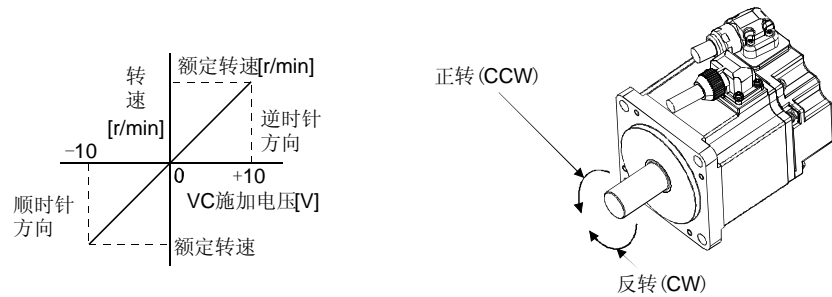 转
速
[r/min]
额定转速[r/min]
逆时针
方向
−10
0
+10
VC施加电压[V]
顺时针
方向
额定转速
正转(CCW)
反转(CW)